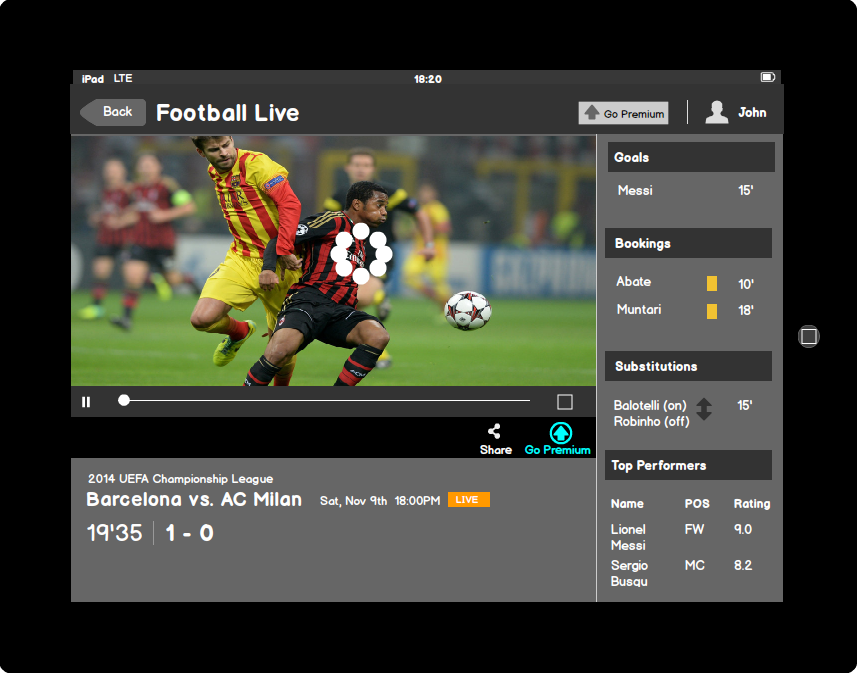 iPad LTE 18:20
Back Football Live Go Premium John
Goals
Messi 15'
Bookings
Abate 10'
Muntari 18'
Substitutions
Balotelli (on) 15'
Robinho (off)
Share Go Premium
Top Performers
Name POS Rating
Lionel FW 9.0
Messi
Sergio MC 8.2
Busqu
2014 UEFA Championship League
Barcelona vs. AC Milan Sat, Nov 9th 18:00PM LIVE
19'35 1 - 0